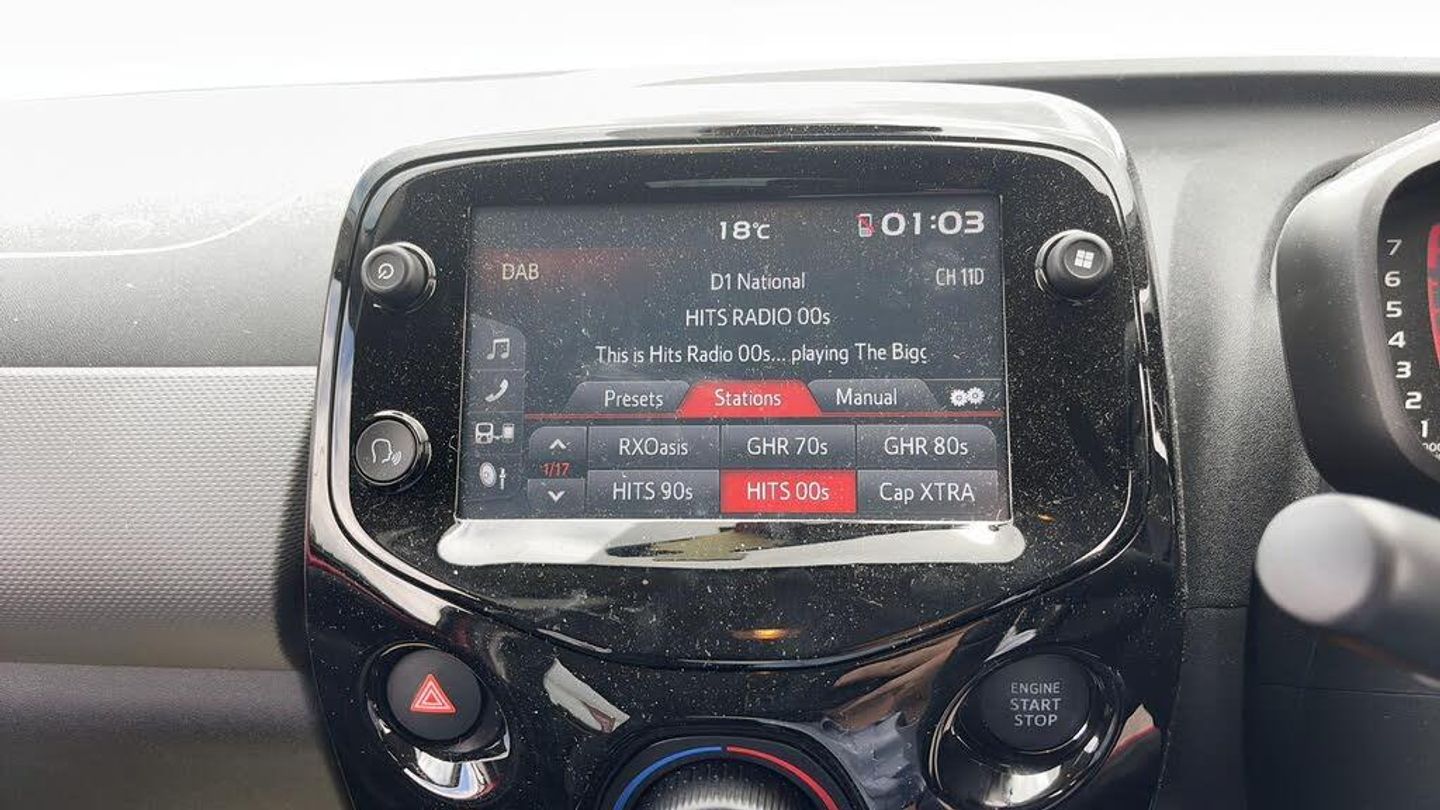 18°C 01:03
DAB D1 National CH 11D
HITS RADIO 00s
This is Hits Radio 00s... playing The Bigg
Presets Stations Manual
RXOasis GHR 70s GHR 80s
1/17
HITS 90s HITS 00s Cap XTRA
ENGINE
START
STOP
7
6
5
4
3
2
1